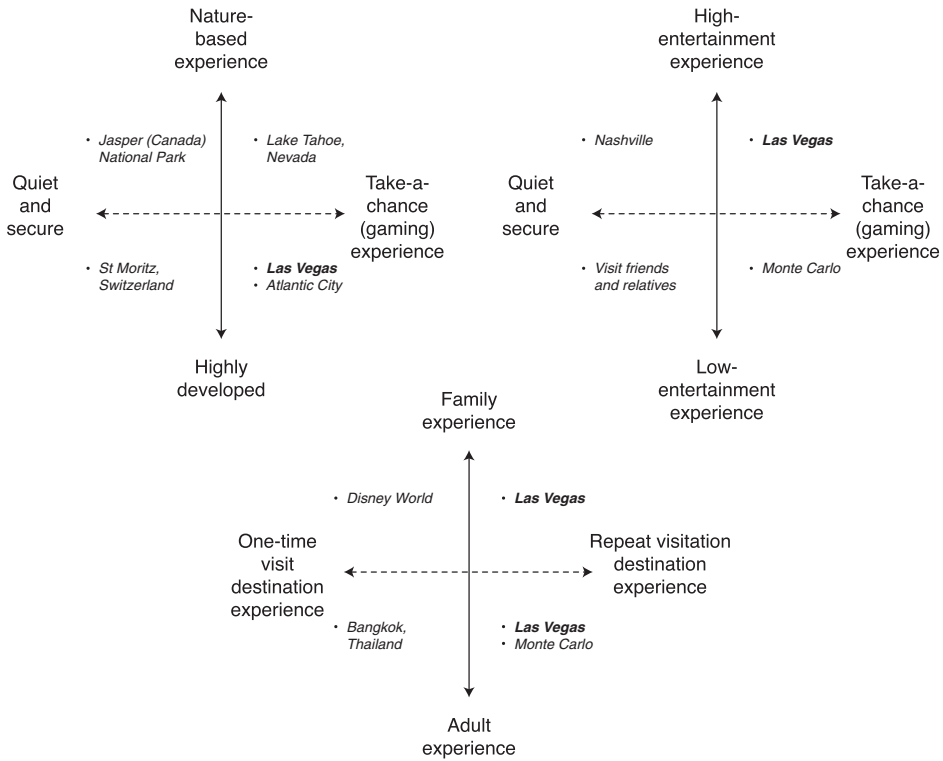 Nature-
based
experience
• Jasper (Canada)
National Park
• Lake Tahoe,
Nevada
Quiet
and
secure
Take-a-
chance
(gaming)
experience
• St Moritz,
Switzerland
• Las Vegas
• Atlantic City
Highly
developed
High-
entertainment
experience
• Nashville
• Las Vegas
Quiet
and
secure
Take-a-
chance
(gaming)
experience
• Visit friends
and relatives
• Monte Carlo
Low-
entertainment
experience
Family
experience
• Disney World
• Las Vegas
One-time
visit
destination
experience
Repeat visitation
destination
experience
• Bangkok,
Thailand
• Las Vegas
• Monte Carlo
Adult
experience